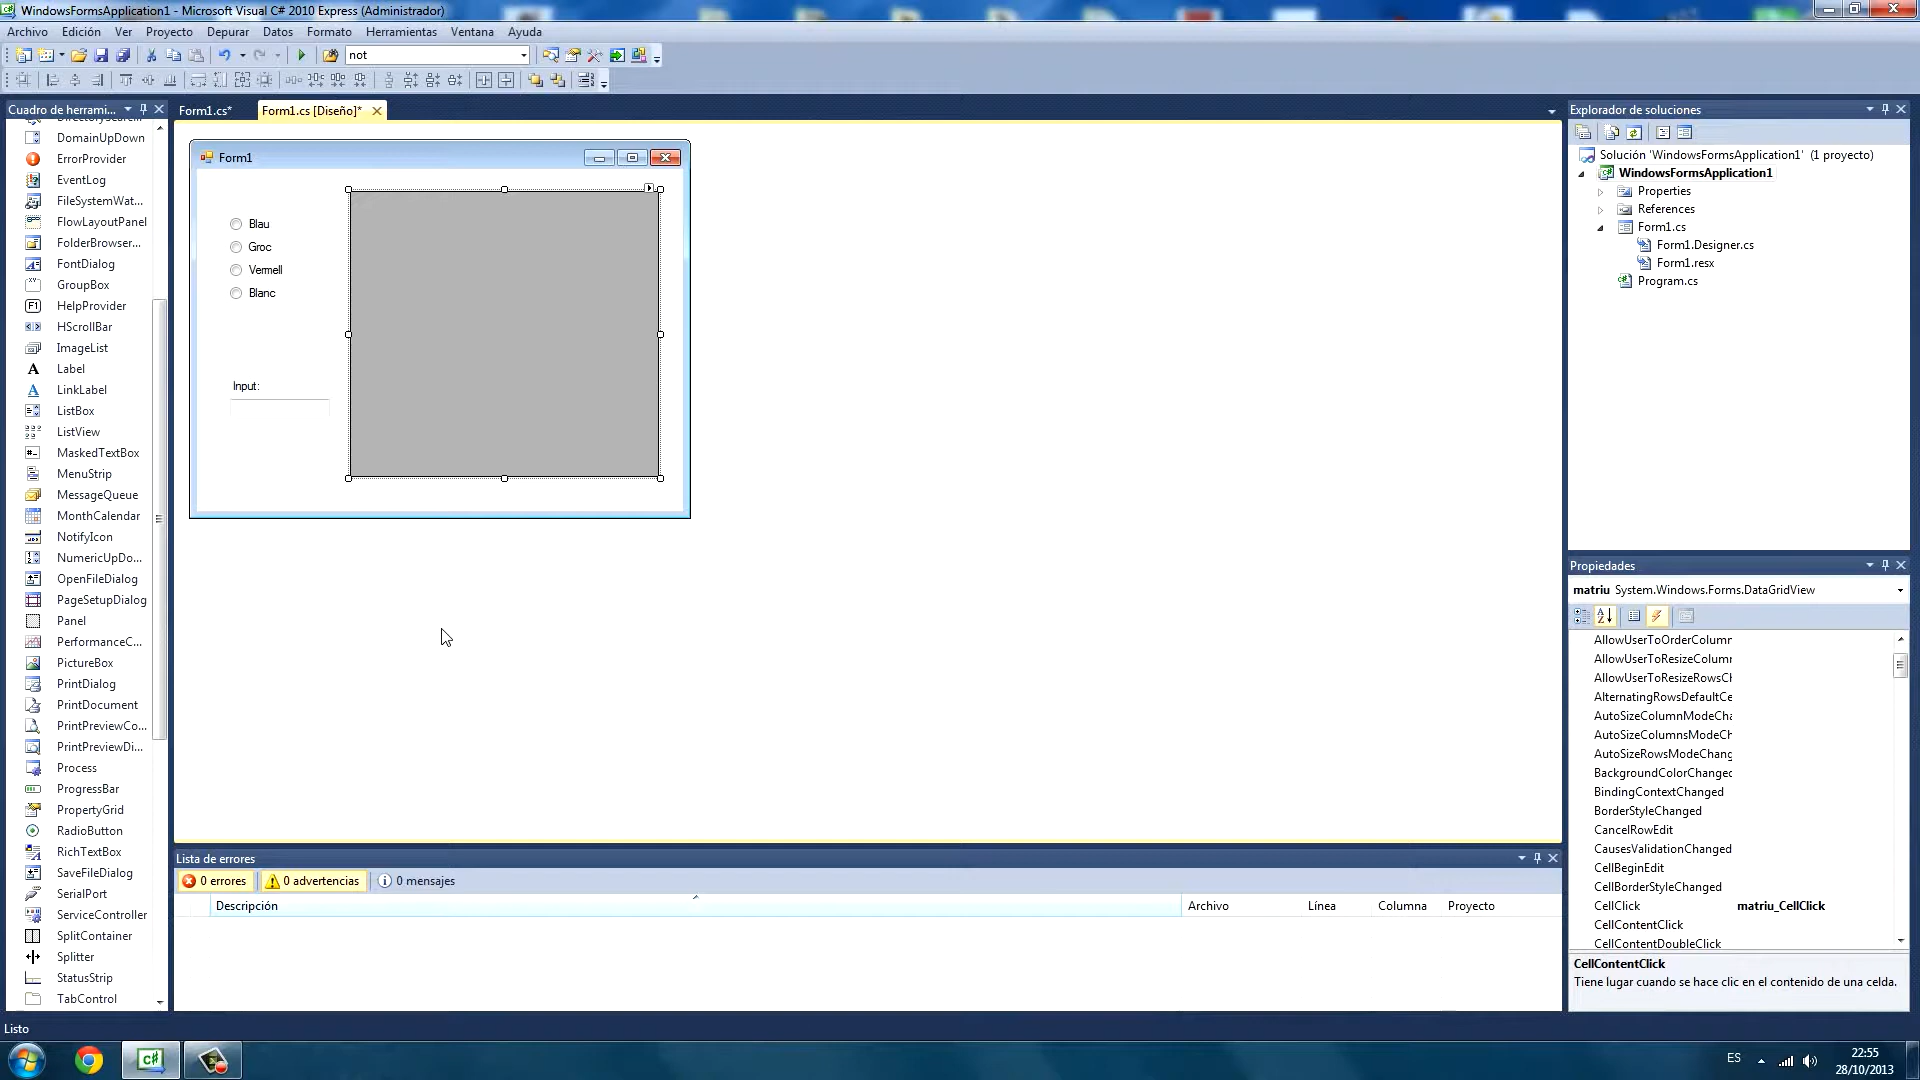 WindowsFormsApplication1 - Microsoft Visual C# 2010 Express (Administrador)
Archivo Edición Ver Proyecto Depurar Datos Formato Herramientas Ventana Ayuda
not
Cuadro de herrami...
DomainUpDown
ErrorProvider
EventLog
FileSystemWat...
FlowLayoutPanel
FolderBrowser...
FontDialog
GroupBox
HelpProvider
HScrollBar
ImageList
Label
LinkLabel
ListBox
ListView
MaskedTextBox
MenuStrip
MessageQueue
MonthCalendar
NotifyIcon
NumericUpDo...
OpenFileDialog
PageSetupDialog
Panel
PerformanceC...
PictureBox
PrintDialog
PrintDocument
PrintPreviewCo...
PrintPreviewDi...
Process
ProgressBar
PropertyGrid
RadioButton
RichTextBox
SaveFileDialog
SerialPort
ServiceController
SplitContainer
Splitter
StatusStrip
TabControl
Form1.cs* Form1.cs [Diseño]*
Form1
Blau
Groc
Vermell
Blanc
Input:
Lista de errores
0 errores 0 advertencias 0 mensajes
Descripción Archivo Línea Columna Proyecto
Explorador de soluciones
Solución 'WindowsFormsApplication1' (1 proyecto)
WindowsFormsApplication1
Properties
References
Form1.cs
Form1.Designer.cs
Form1.resx
Program.cs
Propiedades
matriu System.Windows.Forms.DataGridView
AllowUserToOrderColumn
AllowUserToResizeColumn
AllowUserToResizeRowsCh
AlternatingRowsDefaultCe
AutoSizeColumnModeCha
AutoSizeColumnsModeCh
AutoSizeRowsModeChang
BackgroundColorChanged
BindingContextChanged
BorderStyleChanged
CancelRowEdit
CausesValidationChanged
CellBeginEdit
CellBorderStyleChanged
CellClick matriu_CellClick
CellContentClick
CellContentDoubleClick
CellContentClick
Tiene lugar cuando se hace clic en el contenido de una celda.
Listo
ES
22:55
28/10/2013